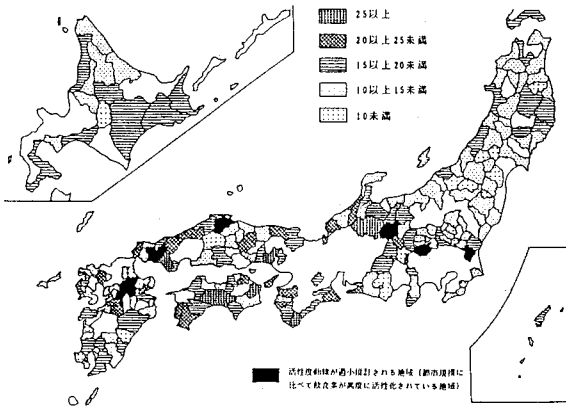 25以上
20以上25未満
15以上20未満
10以上15未満
10未満
活性度指標が過小推計される地域（都市規模に
比べて飲食業が高度に活性化されている地域）